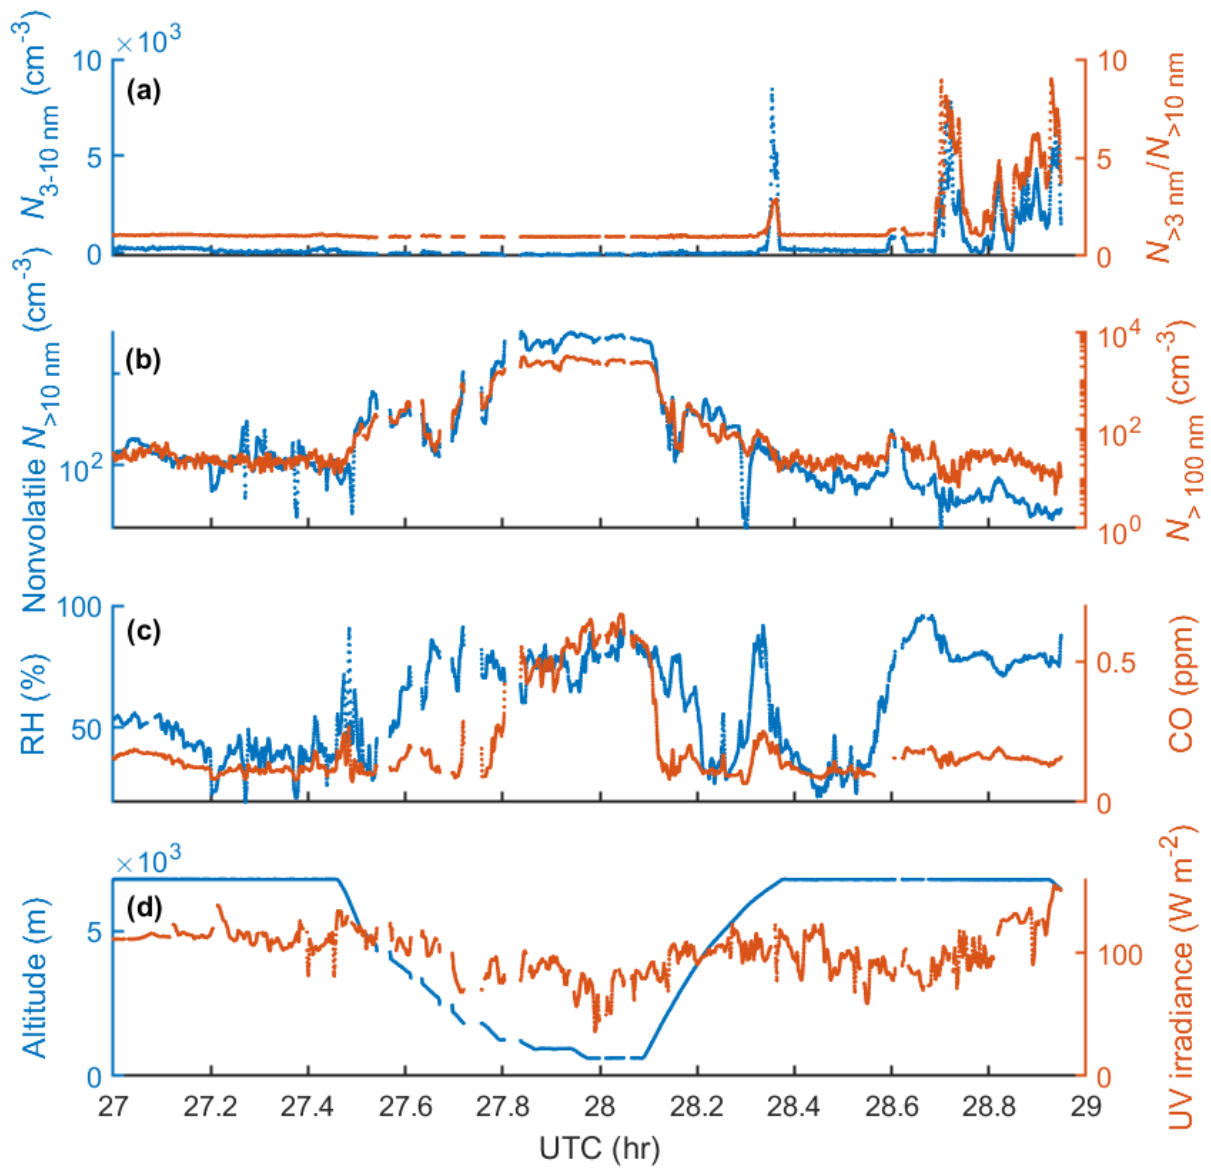 ×10³
10
5
0
N3-10 nm (cm-3)
(a)
10
5
0
N>3 nm/N>10 nm
10²
Nonvolatile N>10 nm (cm-3)
(b)
10⁴
10²
10⁰
N> 100 nm (cm-3)
100
50
RH (%)
(c)
0.5
0
CO (ppm)
×10³
5
0
Altitude (m)
(d)
100
0
UV irradiance (W m-2)
27 27.2 27.4 27.6 27.8 28 28.2 28.4 28.6 28.8 29
UTC (hr)